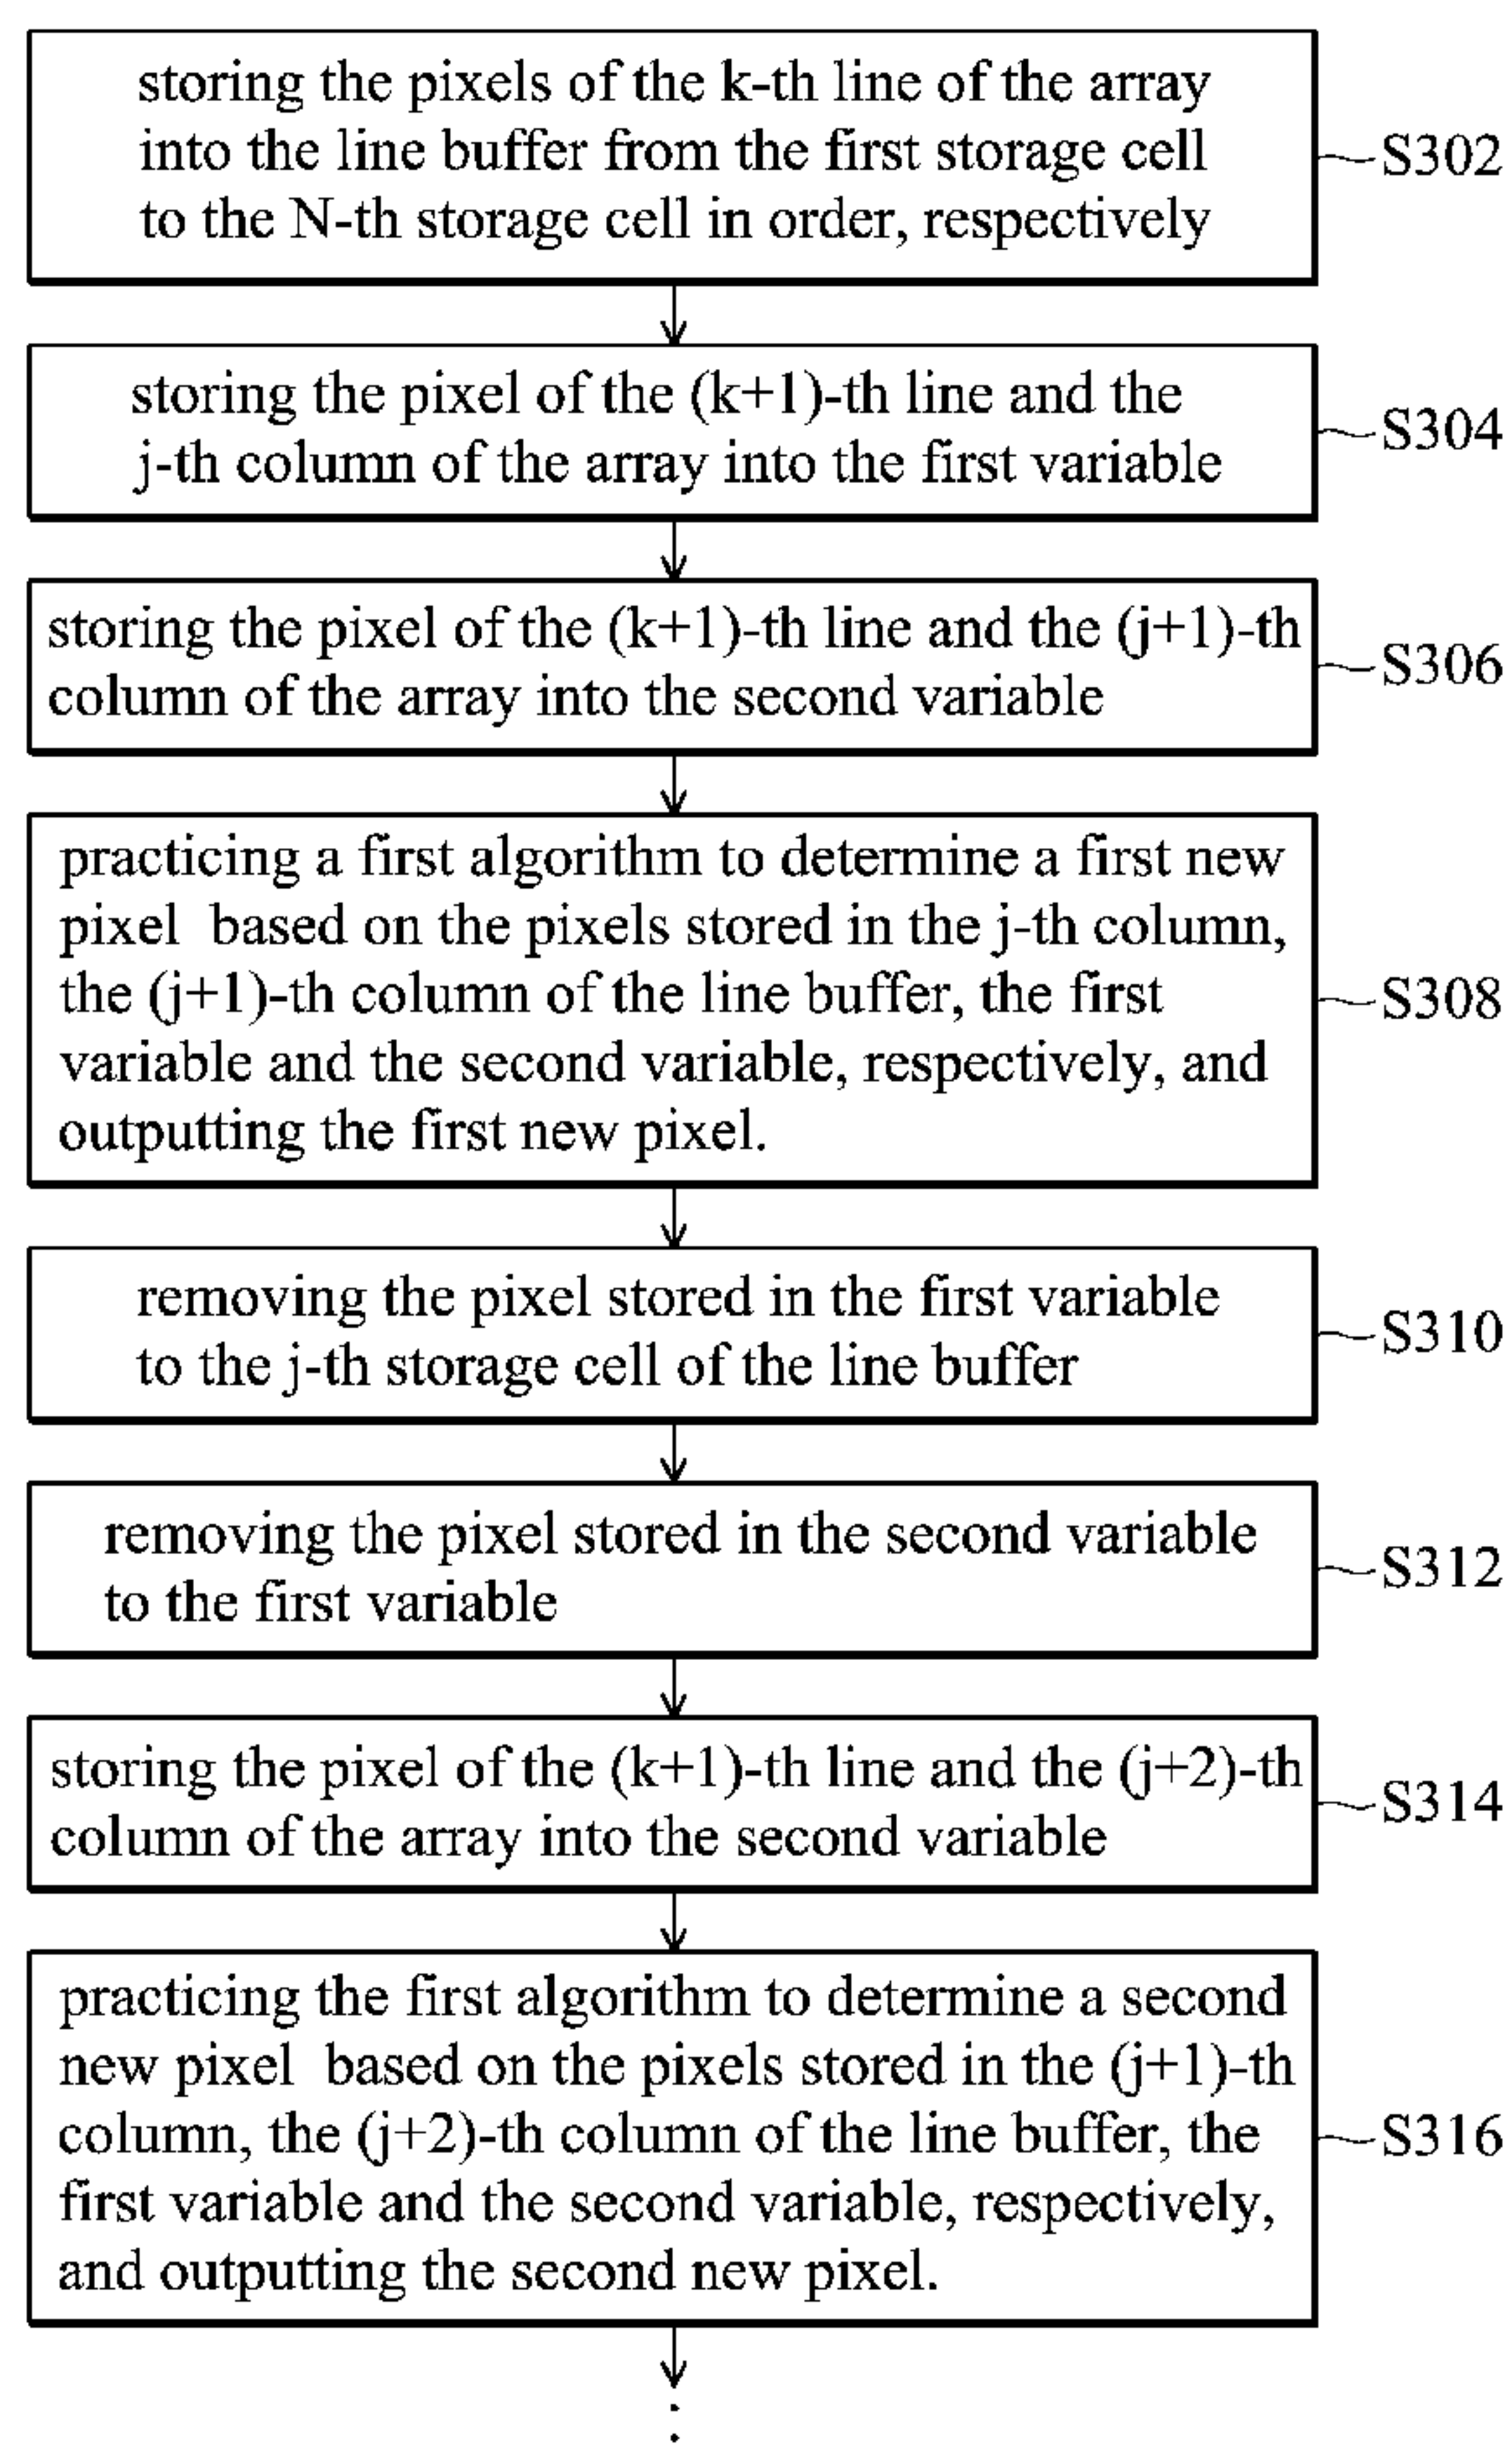 storing the pixels of the k-th line of the array
into the line buffer from the first storage cell
to the N-th storage cell in order, respectively
S302
storing the pixel of the (k+1)-th line and the
j-th column of the array into the first variable
S304
storing the pixel of the (k+1)-th line and the (j+1)-th
column of the array into the second variable
S306
practicing a first algorithm to determine a first new
pixel based on the pixels stored in the j-th column,
the (j+1)-th column of the line buffer, the first
variable and the second variable, respectively, and
outputting the first new pixel.
S308
removing the pixel stored in the first variable
to the j-th storage cell of the line buffer
S310
removing the pixel stored in the second variable
to the first variable
S312
storing the pixel of the (k+1)-th line and the (j+2)-th
column of the array into the second variable
S314
practicing the first algorithm to determine a second
new pixel based on the pixels stored in the (j+1)-th
column, the (j+2)-th column of the line buffer, the
first variable and the second variable, respectively,
and outputting the second new pixel.
S316